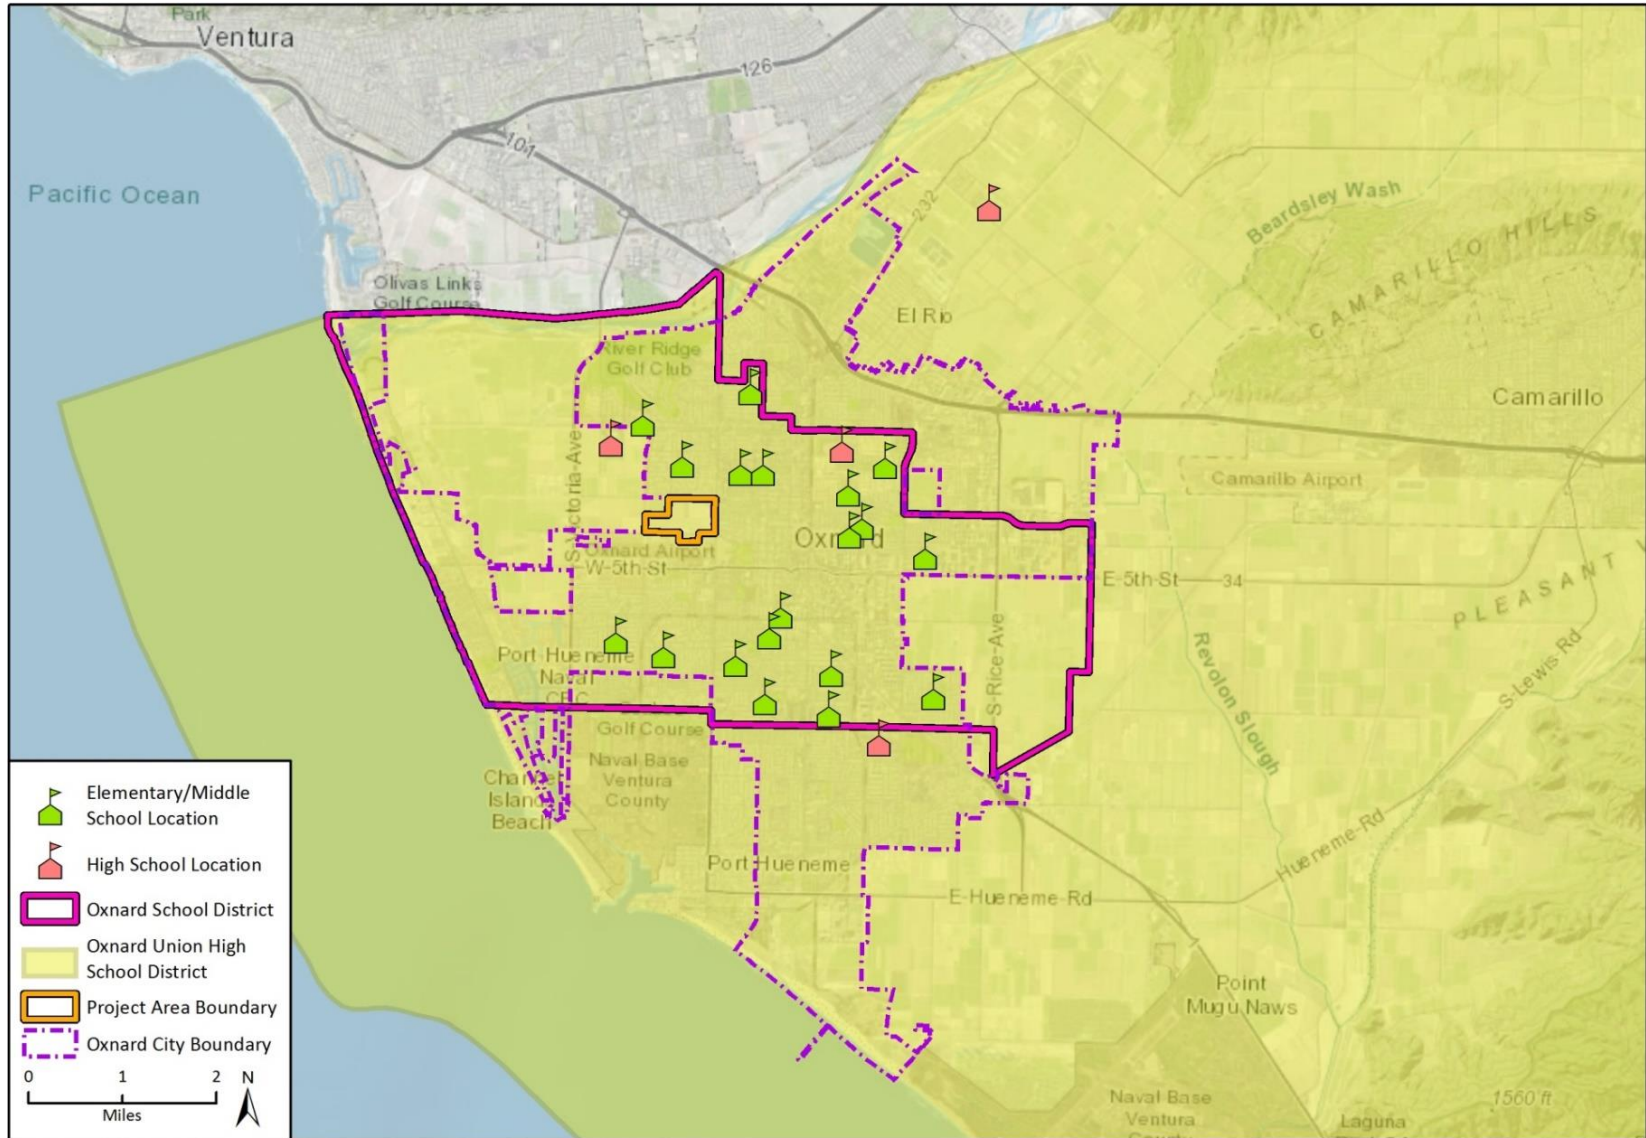 Park
Ventura
126
101
Pacific Ocean
232
Beardsley Wash
CAMARILLO HILLS
Olivas Links
Golf Course
El Rio
River Ridge
Golf Club
Camarillo
S-Victoria-Ave
Camarillo Airport
Oxnard
Oxnard Airport
W-5th-St
E-5th-St
34
PLEASANT
S-Rice-Ave
Revolon Slough
S-Lewis-Rd
Port Hueneme
Naval
CBC
Golf Course
Naval Base
Ventura
County
Channel
Islands
Beach
Port Hueneme
Hueneme-Rd
E-Hueneme-Rd
Point
Mugu Naws
1560 ft
Naval Base
Ventura
County
Laguna
Elementary/Middle
School Location
High School Location
Oxnard School District
Oxnard Union High
School District
Project Area Boundary
Oxnard City Boundary
0 1 2
Miles
N